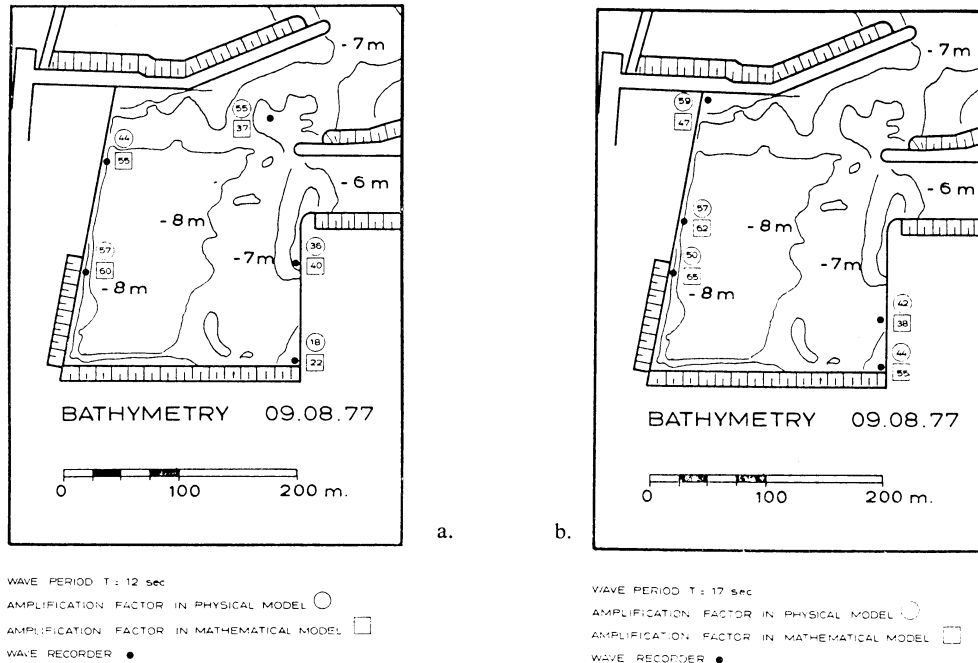 - 7m
55
37
44
55
- 6 m
- 8m
36
- 7m
40
57
60
- 8m
18
22
BATHYMETRY 09.08.77
0 100 200 m.
a.
WAVE PERIOD T = 12 sec
AMPLIFICATION FACTOR IN PHYSICAL MODEL
AMPLIFICATION FACTOR IN MATHEMATICAL MODEL
WAVE RECORDER
- 7m
59
47
- 6 m
57
62
- 8m
50
65
- 7m
- 8m
42
38
44
55
BATHYMETRY 09.08.77
0 100 200 m.
b.
WAVE PERIOD T = 17 sec
AMPLIFICATION FACTOR IN PHYSICAL MODEL
AMPLIFICATION FACTOR IN MATHEMATICAL MODEL
WAVE RECORDER